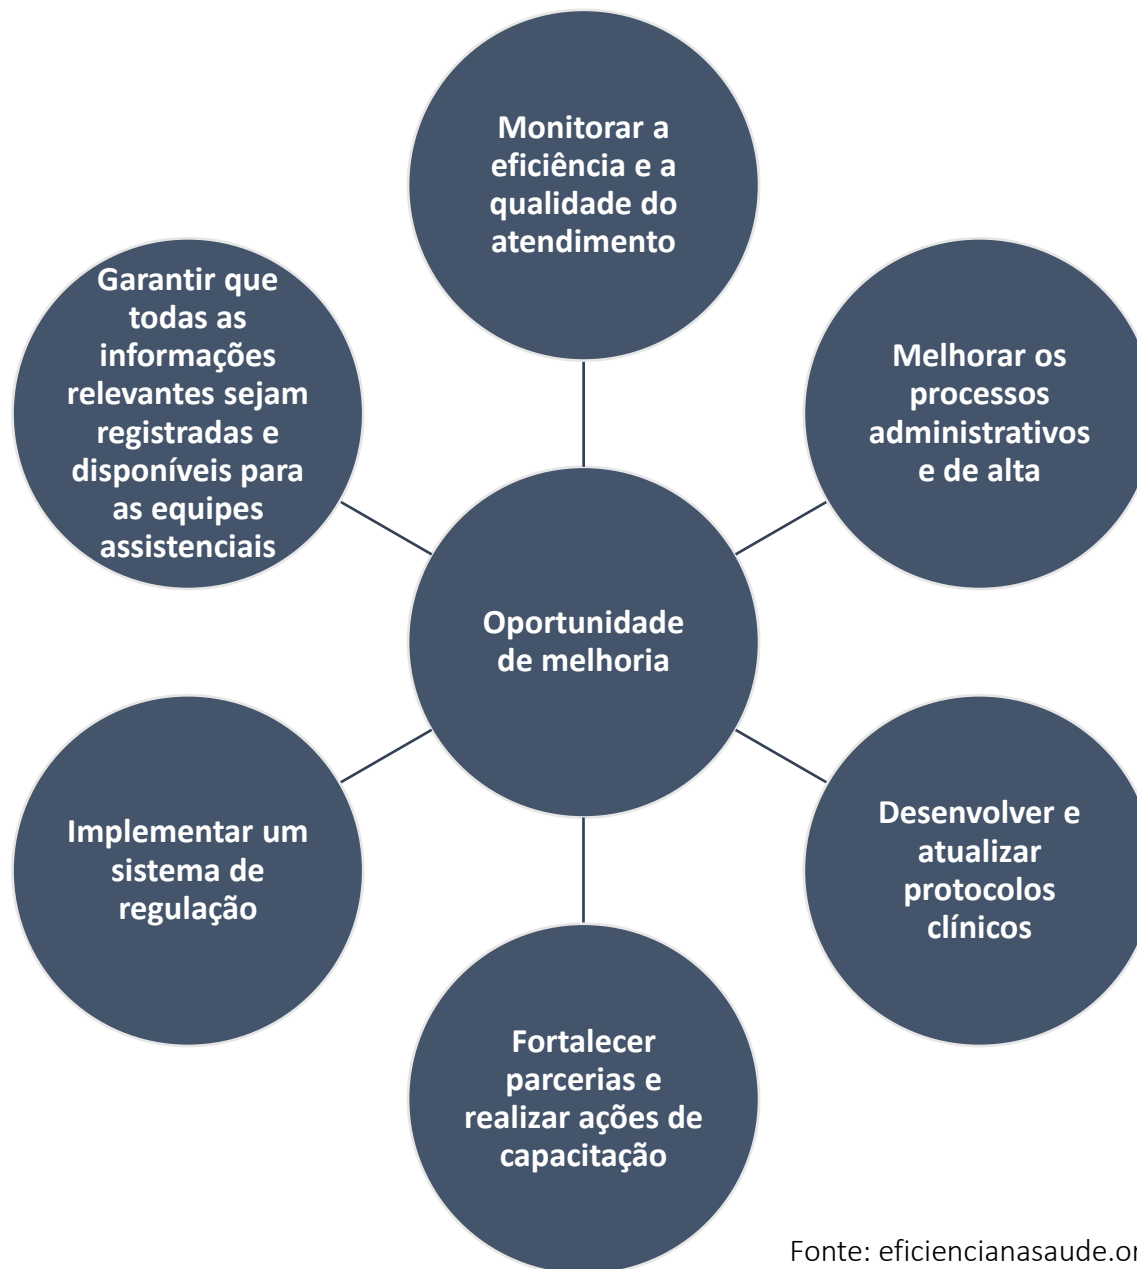 Monitorar a
eficiência e a
qualidade do
atendimento
Melhorar os
processos
administrativos
e de alta
Desenvolver e
atualizar
protocolos
clínicos
Fortalecer
parcerias e
realizar ações de
capacitação
Implementar um
sistema de
regulação
Garantir que
todas as
informações
relevantes sejam
registradas e
disponíveis para
as equipes
assistenciais
Oportunidade
de melhoria
Fonte: eficiencianasaude.or